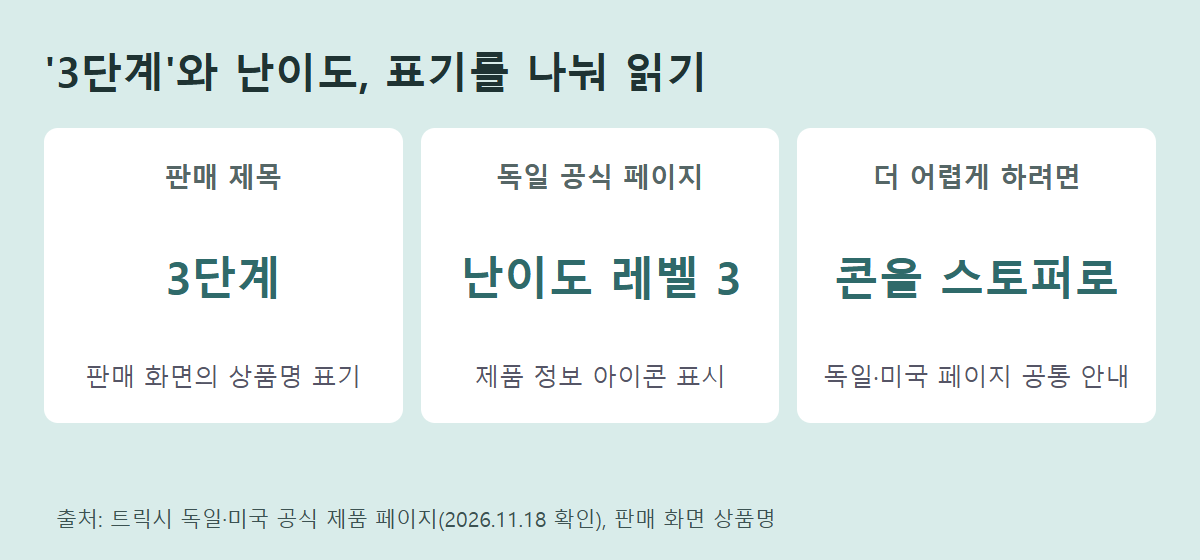 '3단계'와 난이도, 표기를 나눠 읽기
판매 제목
3단계
판매 화면의 상품명 표기
독일 공식 페이지
난이도 레벨 3
제품 정보 아이콘 표시
더 어렵게 하려면
콘을 스토퍼로
독일·미국 페이지 공통 안내
출처: 트릭시 독일·미국 공식 제품 페이지(2026.11.18 확인), 판매 화면 상품명